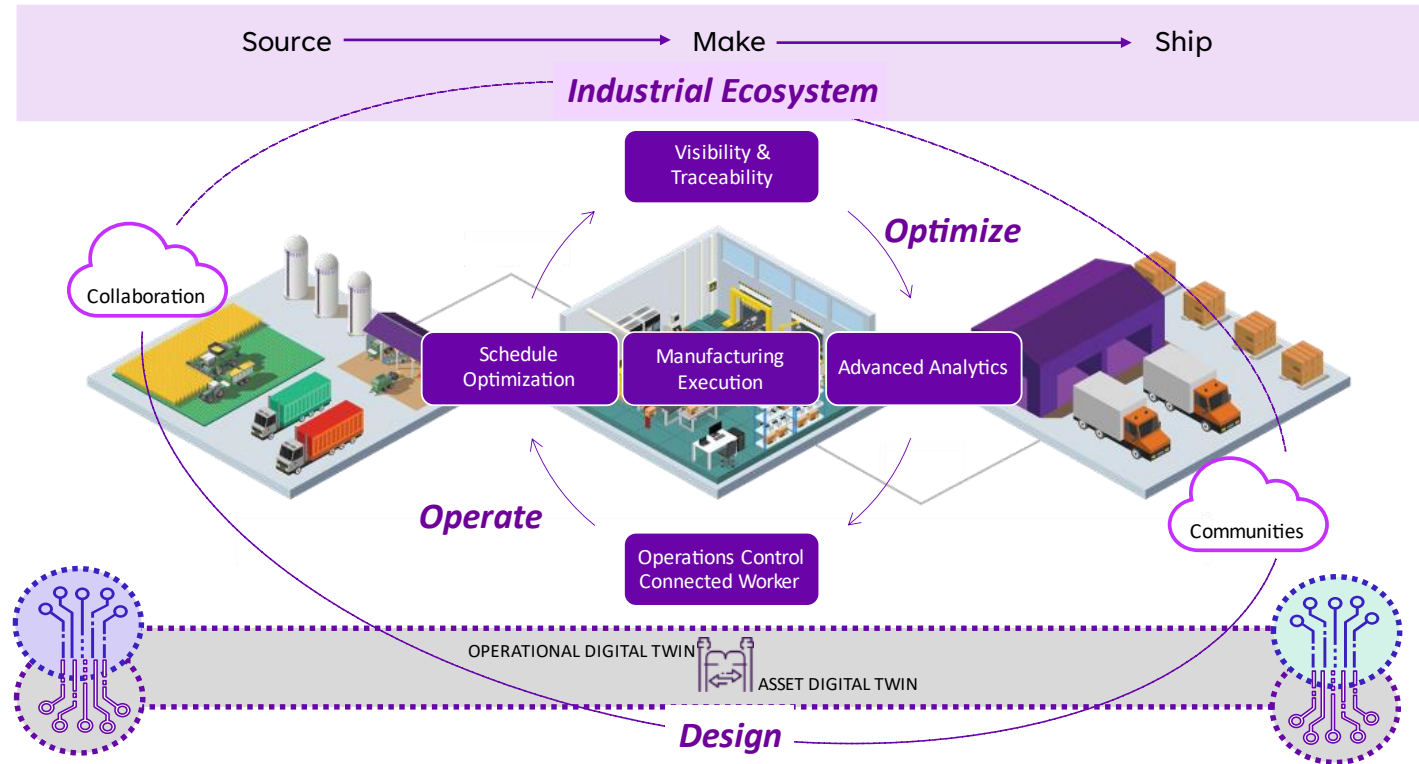 Source
Make
Ship
Industrial Ecosystem
Visibility &
Traceability
Optimize
Collaboration
Schedule
Optimization
Manufacturing
Execution
Advanced Analytics
Operate
Communities
Operations Control
Connected Worker
OPERATIONAL DIGITAL TWIN
ASSET DIGITAL TWIN
Design